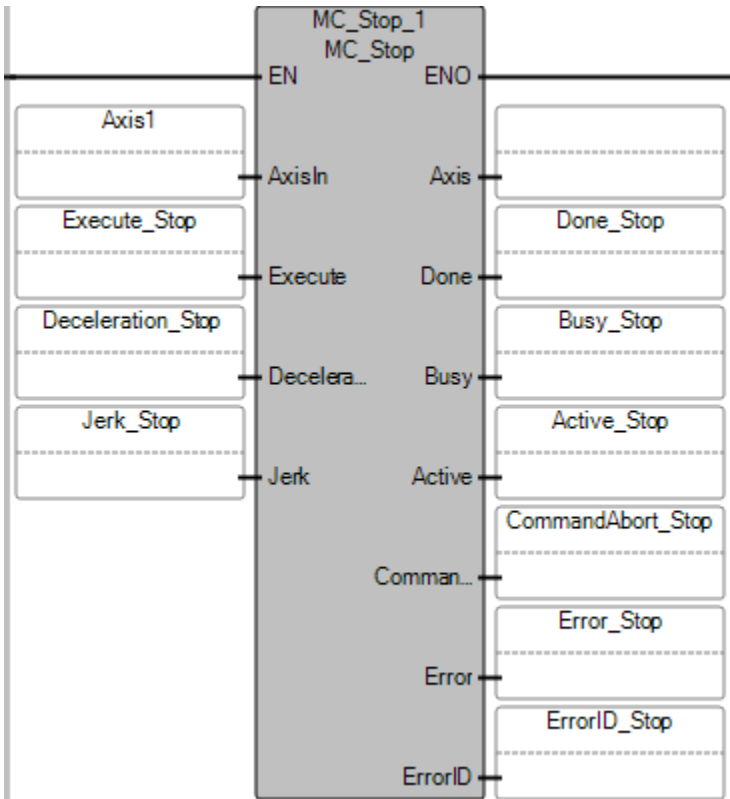 MC_Stop_1
MC_Stop
EN ENO
Axis1
AxisIn Axis
Execute_Stop Done_Stop
Execute Done
Deceleration_Stop Busy_Stop
Decelera... Busy
Jerk_Stop Active_Stop
Jerk Active
CommandAbort_Stop
Comman...
Error_Stop
Error
ErrorID_Stop
ErrorID